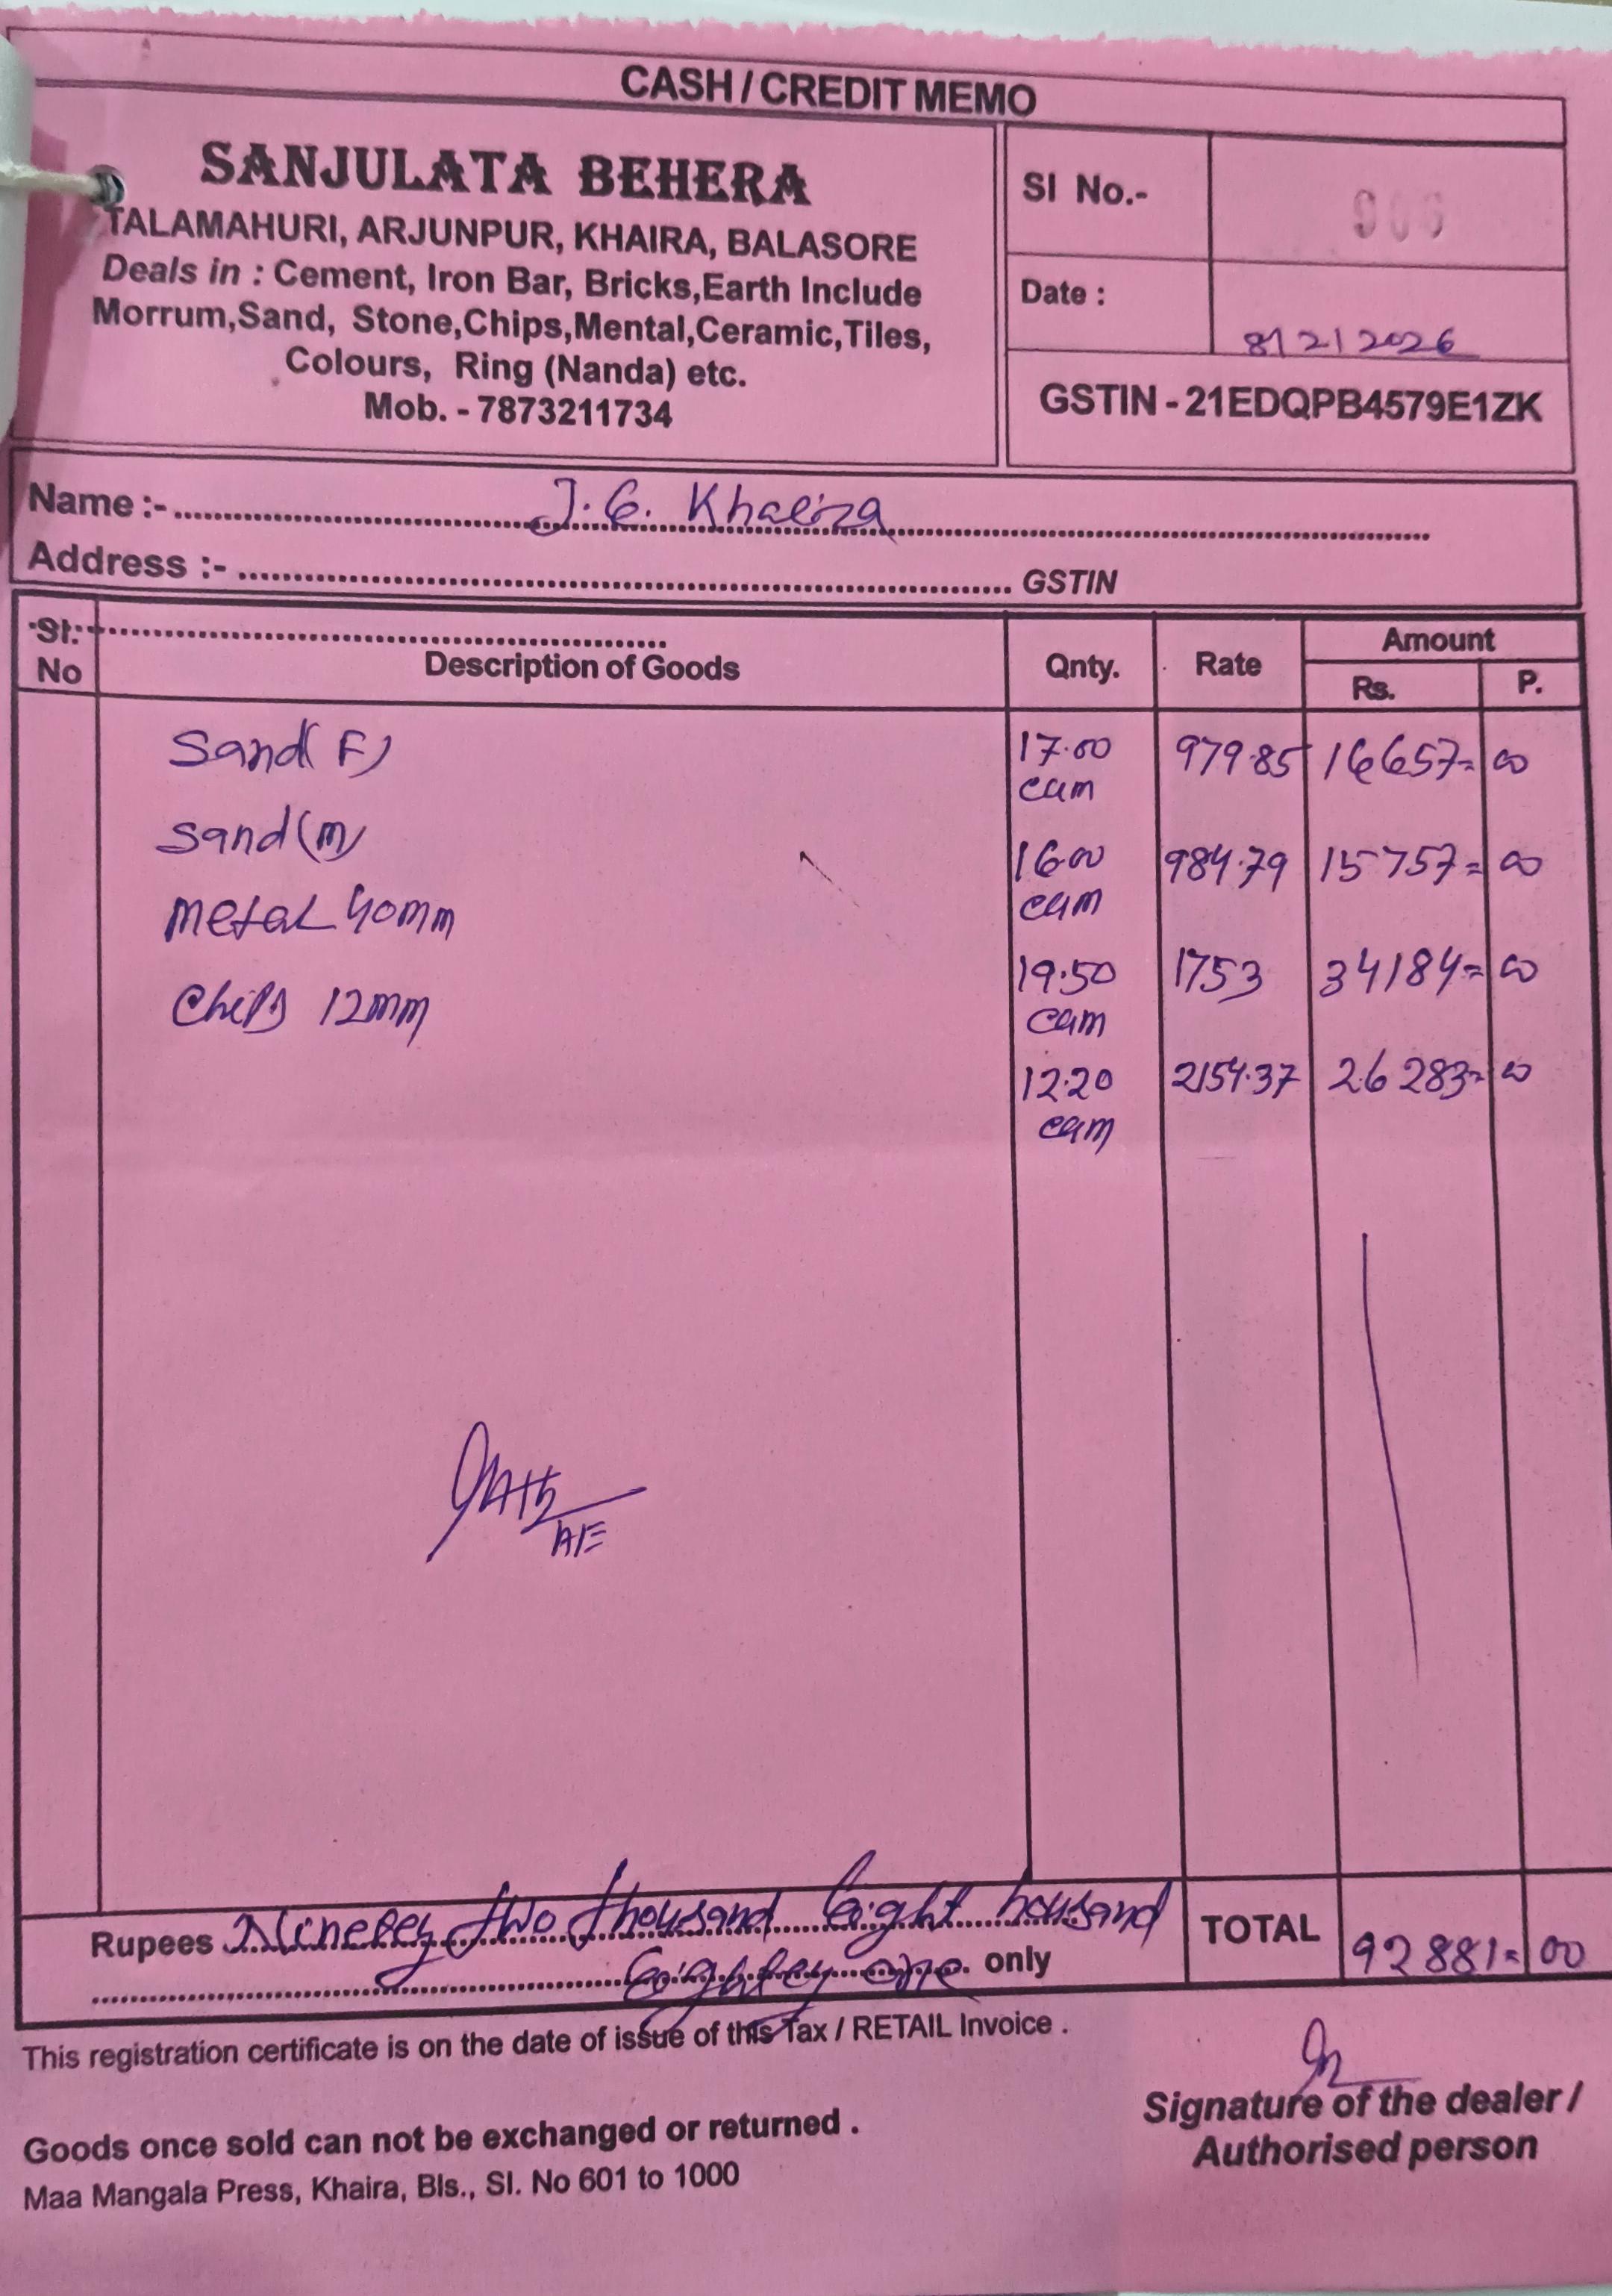 CASH / CREDIT MEMO
SANJULATA BEHERA
TALAMAHURI, ARJUNPUR, KHAIRA, BALASORE
Deals in : Cement, Iron Bar, Bricks,Earth Include
Morrum,Sand, Stone,Chips,Mental,Ceramic,Tiles,
Colours, Ring (Nanda) etc.
Mob. - 7873211734
SI No.-
Date : 8/2/2026
GSTIN - 21EDQPB4579E1ZK
Name :- J.E. Khaira
Address :- GSTIN
Sl. No Description of Goods Qnty. Rate Amount Rs. P.
Sand(F) 17.00 cum 979.85 16657=00
Sand(m) 16.00 cum 984.79 15757=00
metal 40mm 19.50 cum 1753 34184=00
Chips 12mm 12.20 cum 2154.37 26283=00
AE
Rupees Ninetey two thousand Eight housand
Eightey one only
TOTAL 92881=00
This registration certificate is on the date of issue of this Tax / RETAIL Invoice .
Signature of the dealer /
Authorised person
Goods once sold can not be exchanged or returned .
Maa Mangala Press, Khaira, Bls., Sl. No 601 to 1000